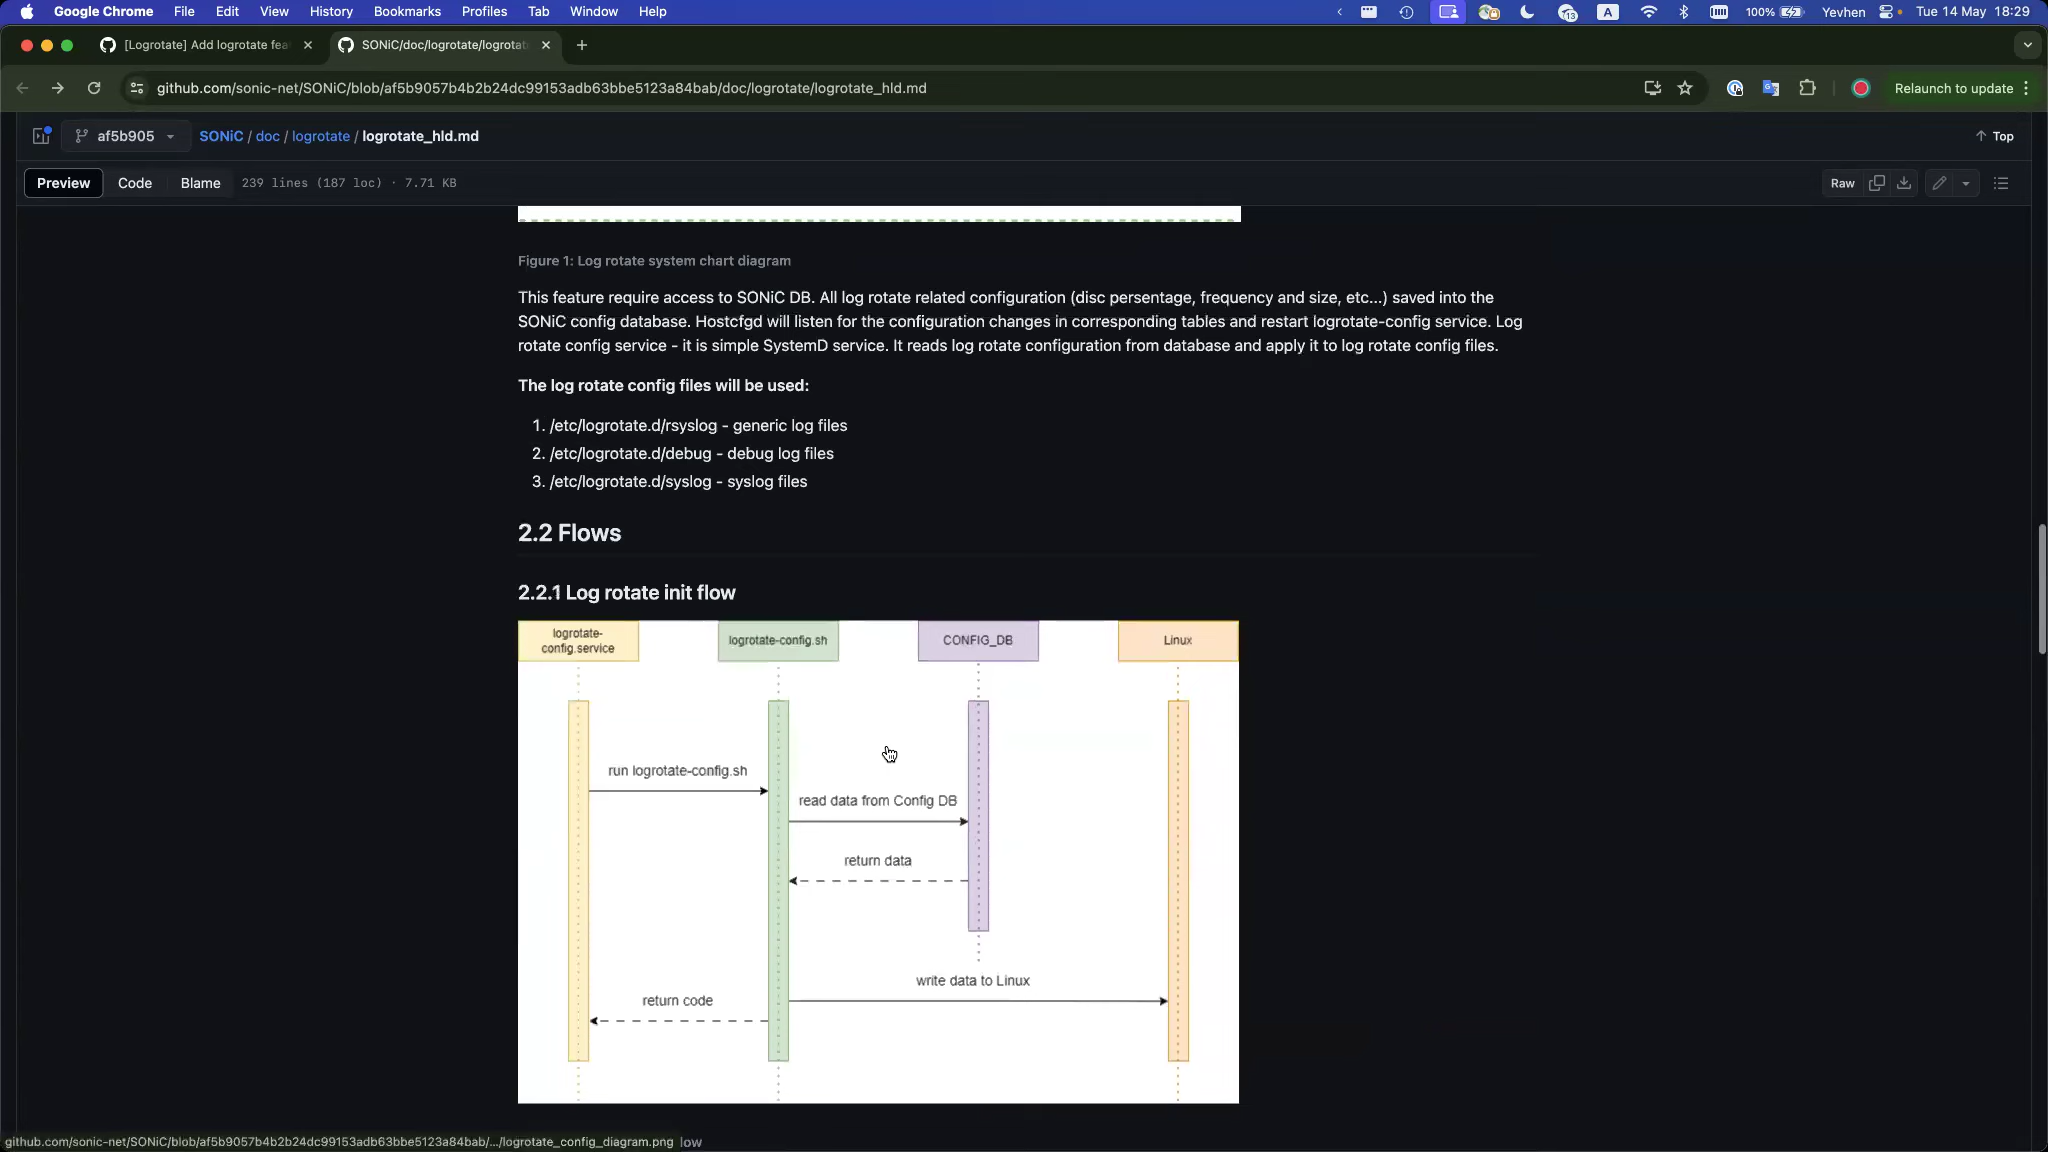 Google Chrome File Edit View History Bookmarks Profiles Tab Window Help
13 A 100% Yevhen Tue 14 May 18:29
[Logrotate] Add logrotate fea
SONiC/doc/logrotate/logrotat
github.com/sonic-net/SONiC/blob/af5b9057b4b2b24dc99153adb63bbe5123a84bab/doc/logrotate/logrotate_hld.md
Relaunch to update
af5b905
SONiC / doc / logrotate / logrotate_hld.md
Top
Preview Code Blame 239 lines (187 loc) · 7.71 KB
Raw
Figure 1: Log rotate system chart diagram
This feature require access to SONiC DB. All log rotate related configuration (disc persentage, frequency and size, etc...) saved into the
SONiC config database. Hostcfgd will listen for the configuration changes in corresponding tables and restart logrotate-config service. Log
rotate config service - it is simple SystemD service. It reads log rotate configuration from database and apply it to log rotate config files.
The log rotate config files will be used:
1. /etc/logrotate.d/rsyslog - generic log files
2. /etc/logrotate.d/debug - debug log files
3. /etc/logrotate.d/syslog - syslog files
2.2 Flows
2.2.1 Log rotate init flow
logrotate-
config.service
logrotate-config.sh
CONFIG_DB
Linux
run logrotate-config.sh
read data from Config DB
return data
write data to Linux
return code
github.com/sonic-net/SONiC/blob/af5b9057b4b2b24dc99153adb63bbe5123a84bab/.../logrotate_config_diagram.png
low